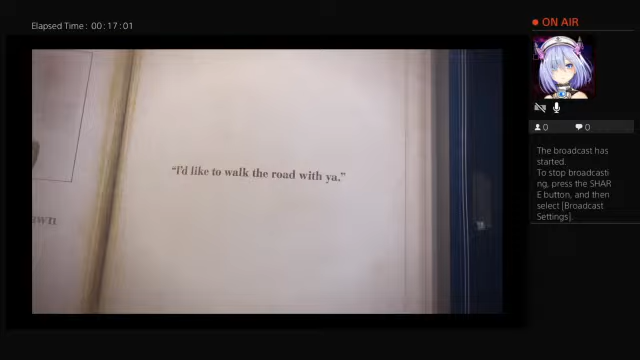 Elapsed Time: 00:17:01
ON AIR
0
0
"I'd like to walk the road with ya."
The broadcast has
started.
To stop broadcasti
ng, press the SHAR
E button, and then
select [Broadcast
Settings].